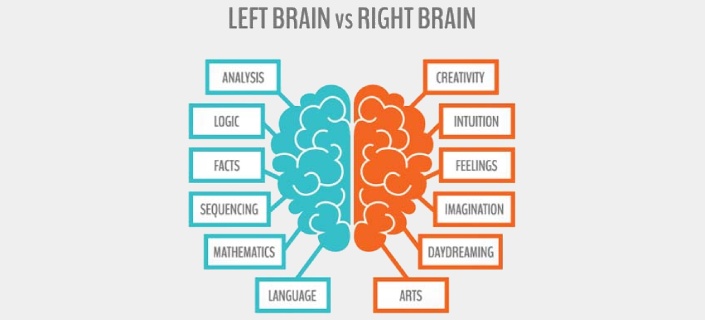 LEFT BRAIN vs RIGHT BRAIN
ANALYSIS
LOGIC
FACTS
SEQUENCING
MATHEMATICS
LANGUAGE
CREATIVITY
INTUITION
FEELINGS
IMAGINATION
DAYDREAMING
ARTS